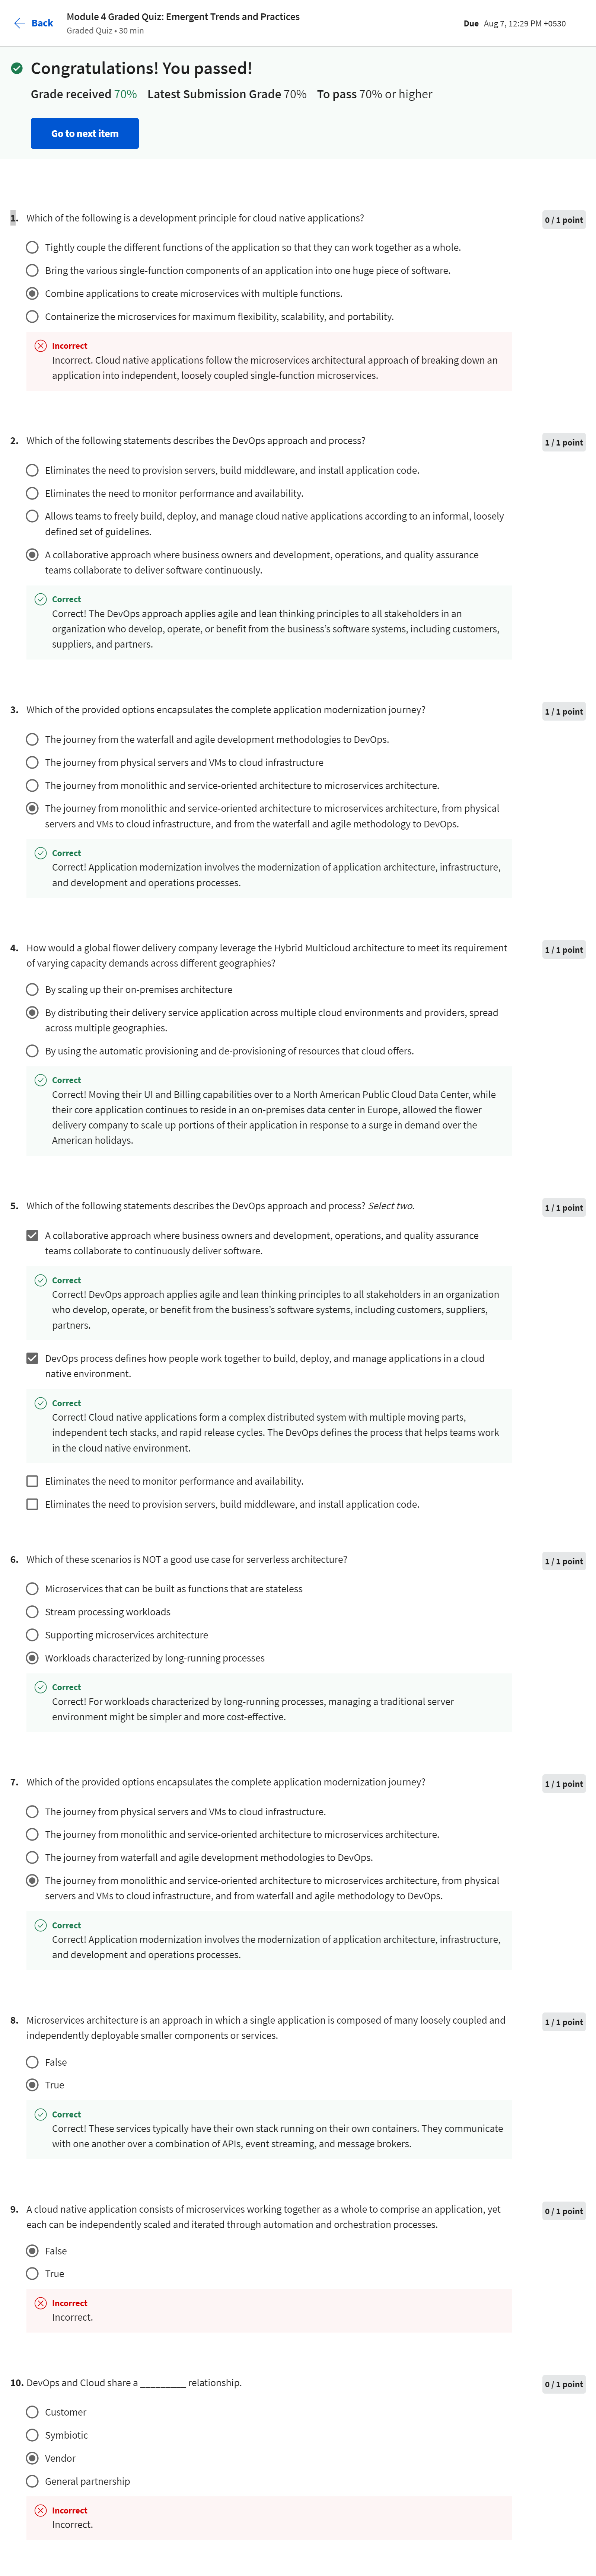 Back
Module 4 Graded Quiz: Emergent Trends and Practices
Graded Quiz • 30 min
Due Aug 7, 12:29 PM +0530
Congratulations! You passed!
Grade received 70% Latest Submission Grade 70% To pass 70% or higher
Go to next item
1. Which of the following is a development principle for cloud native applications?
0 / 1 point
Tightly couple the different functions of the application so that they can work together as a whole.
Bring the various single-function components of an application into one huge piece of software.
Combine applications to create microservices with multiple functions.
Containerize the microservices for maximum flexibility, scalability, and portability.
Incorrect
Incorrect. Cloud native applications follow the microservices architectural approach of breaking down an
application into independent, loosely coupled single-function microservices.
2. Which of the following statements describes the DevOps approach and process?
1 / 1 point
Eliminates the need to provision servers, build middleware, and install application code.
Eliminates the need to monitor performance and availability.
Allows teams to freely build, deploy, and manage cloud native applications according to an informal, loosely
defined set of guidelines.
A collaborative approach where business owners and development, operations, and quality assurance
teams collaborate to deliver software continuously.
Correct
Correct! The DevOps approach applies agile and lean thinking principles to all stakeholders in an
organization who develop, operate, or benefit from the business's software systems, including customers,
suppliers, and partners.
3. Which of the provided options encapsulates the complete application modernization journey?
1 / 1 point
The journey from the waterfall and agile development methodologies to DevOps.
The journey from physical servers and VMs to cloud infrastructure
The journey from monolithic and service-oriented architecture to microservices architecture.
The journey from monolithic and service-oriented architecture to microservices architecture, from physical
servers and VMs to cloud infrastructure, and from the waterfall and agile methodology to DevOps.
Correct
Correct! Application modernization involves the modernization of application architecture, infrastructure,
and development and operations processes.
4. How would a global flower delivery company leverage the Hybrid Multicloud architecture to meet its requirement
of varying capacity demands across different geographies?
1 / 1 point
By scaling up their on-premises architecture
By distributing their delivery service application across multiple cloud environments and providers, spread
across multiple geographies.
By using the automatic provisioning and de-provisioning of resources that cloud offers.
Correct
Correct! Moving their UI and Billing capabilities over to a North American Public Cloud Data Center, while
their core application continues to reside in an on-premises data center in Europe, allowed the flower
delivery company to scale up portions of their application in response to a surge in demand over the
American holidays.
5. Which of the following statements describes the DevOps approach and process? Select two.
1 / 1 point
A collaborative approach where business owners and development, operations, and quality assurance
teams collaborate to continuously deliver software.
Correct
Correct! DevOps approach applies agile and lean thinking principles to all stakeholders in an organization
who develop, operate, or benefit from the business's software systems, including customers, suppliers,
partners.
DevOps process defines how people work together to build, deploy, and manage applications in a cloud
native environment.
Correct
Correct! Cloud native applications form a complex distributed system with multiple moving parts,
independent tech stacks, and rapid release cycles. The DevOps defines the process that helps teams work
in the cloud native environment.
Eliminates the need to monitor performance and availability.
Eliminates the need to provision servers, build middleware, and install application code.
6. Which of these scenarios is NOT a good use case for serverless architecture?
1 / 1 point
Microservices that can be built as functions that are stateless
Stream processing workloads
Supporting microservices architecture
Workloads characterized by long-running processes
Correct
Correct! For workloads characterized by long-running processes, managing a traditional server
environment might be simpler and more cost-effective.
7. Which of the provided options encapsulates the complete application modernization journey?
1 / 1 point
The journey from physical servers and VMs to cloud infrastructure.
The journey from monolithic and service-oriented architecture to microservices architecture.
The journey from waterfall and agile development methodologies to DevOps.
The journey from monolithic and service-oriented architecture to microservices architecture, from physical
servers and VMs to cloud infrastructure, and from waterfall and agile methodology to DevOps.
Correct
Correct! Application modernization involves the modernization of application architecture, infrastructure,
and development and operations processes.
8. Microservices architecture is an approach in which a single application is composed of many loosely coupled and
independently deployable smaller components or services.
1 / 1 point
False
True
Correct
Correct! These services typically have their own stack running on their own containers. They communicate
with one another over a combination of APIs, event streaming, and message brokers.
9. A cloud native application consists of microservices working together as a whole to comprise an application, yet
each can be independently scaled and iterated through automation and orchestration processes.
0 / 1 point
False
True
Incorrect
Incorrect.
10. DevOps and Cloud share a _________ relationship.
0 / 1 point
Customer
Symbiotic
Vendor
General partnership
Incorrect
Incorrect.